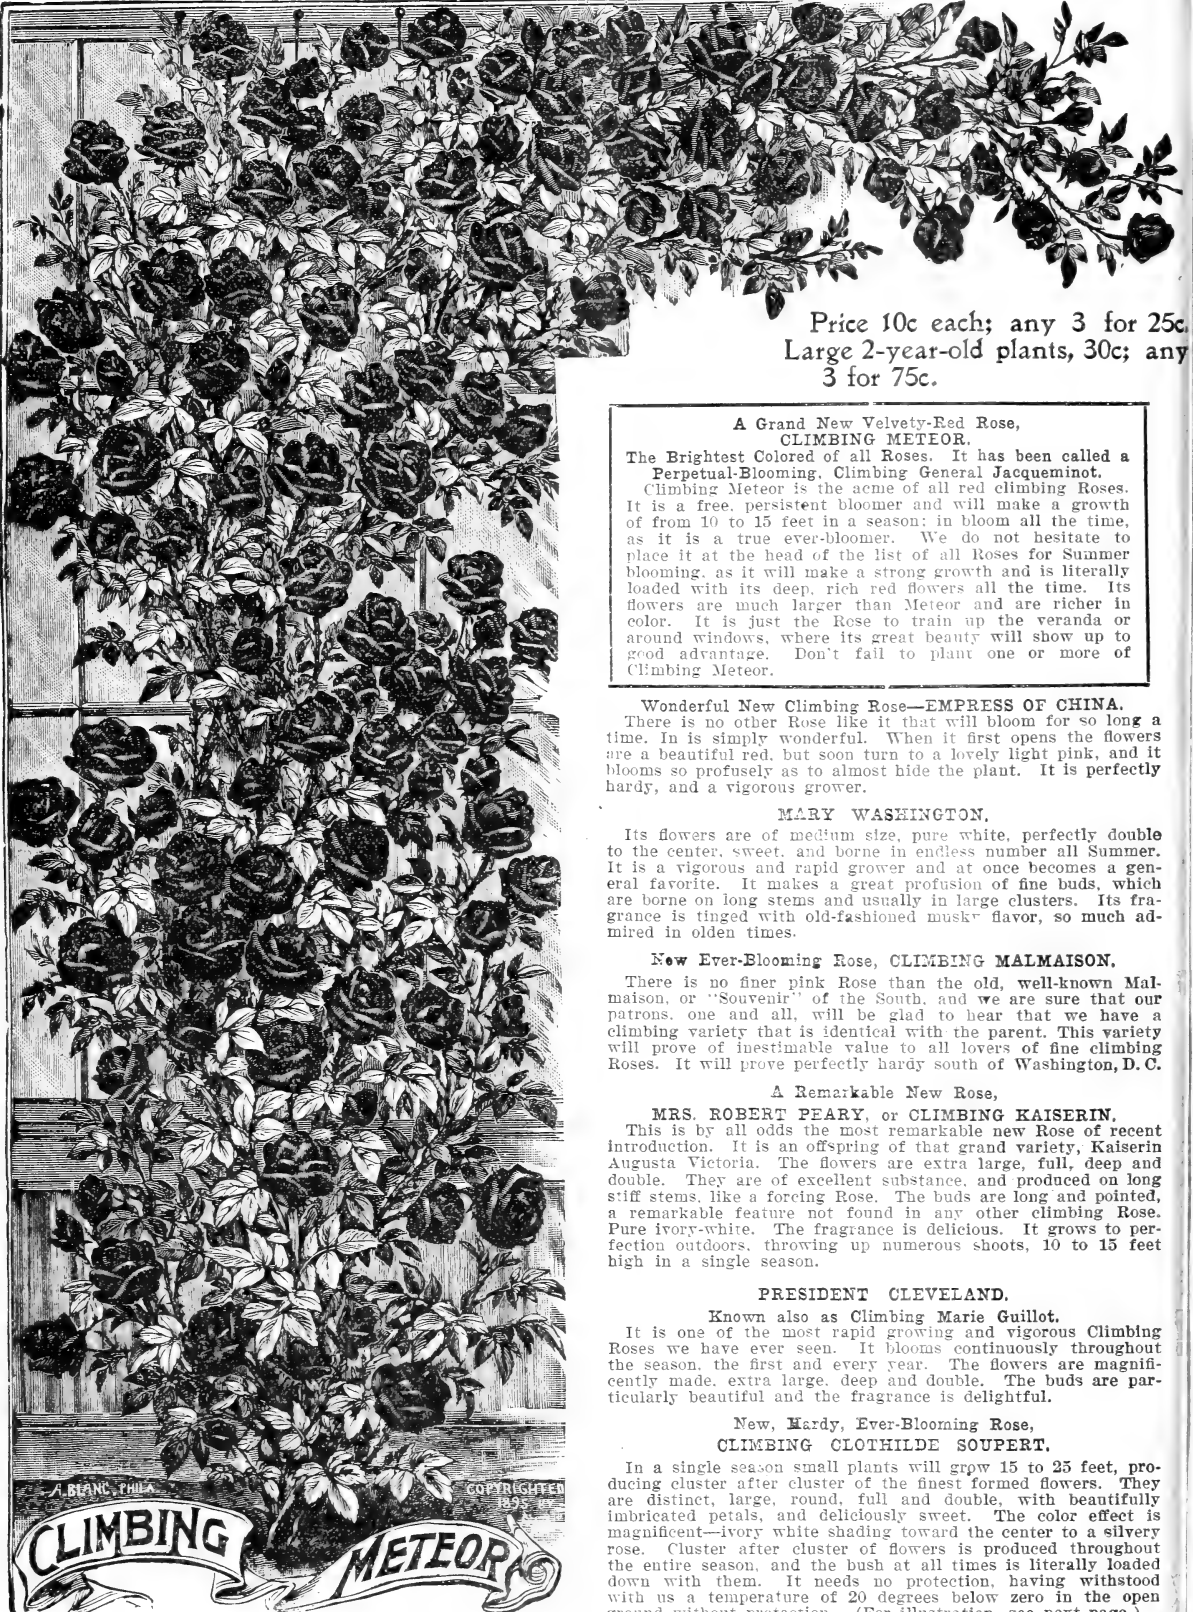 Price 10c each; any 3 for 25c.
Large 2-year-old plants, 30c; any
3 for 75c.
A Grand New Velvety-Red Rose,
CLIMBING METEOR.
The Brightest Colored of all Roses. It has been called a
Perpetual-Blooming, Climbing General Jacqueminot.
Climbing Meteor is the acme of all red climbing Roses.
It is a free, persistent bloomer and will make a growth
of from 10 to 15 feet in a season; in bloom all the time,
as it is a true ever-bloomer. We do not hesitate to
place it at the head of the list of all Roses for Summer
blooming, as it will make a strong growth and is literally
loaded with its deep, rich red flowers all the time. Its
flowers are much larger than Meteor and are richer in
color. It is just the Rose to train up the veranda or
around windows, where its great beauty will show up to
good advantage. Don't fail to plant one or more of
Climbing Meteor.
Wonderful New Climbing Rose—EMPRESS OF CHINA.
There is no other Rose like it that will bloom for so long a
time. In is simply wonderful. When it first opens the flowers
are a beautiful red, but soon turn to a lovely light pink, and it
blooms so profusely as to almost hide the plant. It is perfectly
hardy, and a vigorous grower.
MARY WASHINGTON.
Its flowers are of medium size, pure white, perfectly double
to the center, sweet, and borne in endless number all Summer.
It is a vigorous and rapid grower and at once becomes a gen-
eral favorite. It makes a great profusion of fine buds, which
are borne on long stems and usually in large clusters. Its fra-
grance is tinged with old-fashioned musk flavor, so much ad-
mired in olden times.
New Ever-Blooming Rose, CLIMBING MALMAISON.
There is no finer pink Rose than the old, well-known Mal-
maison, or "Souvenir" of the South, and we are sure that our
patrons, one and all, will be glad to hear that we have a
climbing variety that is identical with the parent. This variety
will prove of inestimable value to all lovers of fine climbing
Roses. It will prove perfectly hardy south of Washington, D. C.
A Remarkable New Rose,
MRS. ROBERT PEARY, or CLIMBING KAISERIN.
This is by all odds the most remarkable new Rose of recent
introduction. It is an offspring of that grand variety, Kaiserin
Augusta Victoria. The flowers are extra large, full, deep and
double. They are of excellent substance, and produced on long
stiff stems, like a forcing Rose. The buds are long and pointed,
a remarkable feature not found in any other climbing Rose.
Pure ivory-white. The fragrance is delicious. It grows to per-
fection outdoors, throwing up numerous shoots, 10 to 15 feet
high in a single season.
PRESIDENT CLEVELAND.
Known also as Climbing Marie Guillot.
It is one of the most rapid growing and vigorous Climbing
Roses we have ever seen. It blooms continuously throughout
the season, the first and every year. The flowers are magnifi-
cently made, extra large, deep and double. The buds are par-
ticularly beautiful and the fragrance is delightful.
New, Hardy, Ever-Blooming Rose,
CLIMBING CLOTHILDE SOUPERT.
In a single season small plants will grow 15 to 25 feet, pro-
ducing cluster after cluster of the finest formed flowers. They
are distinct, large, round, full and double, with beautifully
imbricated petals, and deliciously sweet. The color effect is
magnificent—ivory white shading toward the center to a silvery
rose. Cluster after cluster of flowers is produced throughout
the entire season, and the bush at all times is literally loaded
down with them. It needs no protection, having withstood
with us a temperature of 20 degrees below zero in the open
ground without protection. (For illustration, see next page.)
A. BLANC, PHILA
COPYRIGHTED
1895 BY
CLIMBING
METEOR